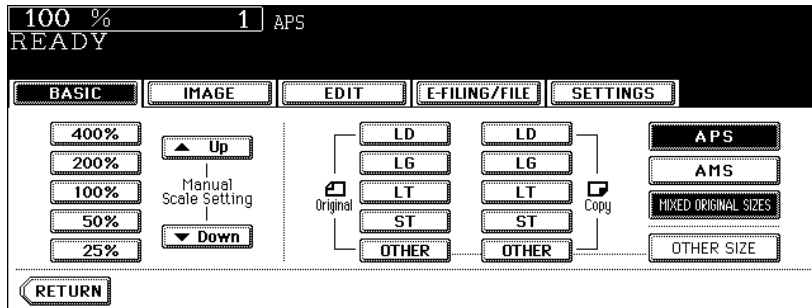 100 % 1 APS
READY
BASIC IMAGE EDIT E-FILING/FILE SETTINGS
400% Up LD LD APS
200% LG LG AMS
100% Manual Scale Setting Original LT LT Copy MIXED ORIGINAL SIZES
50% ST ST
25% Down OTHER OTHER OTHER SIZE
RETURN